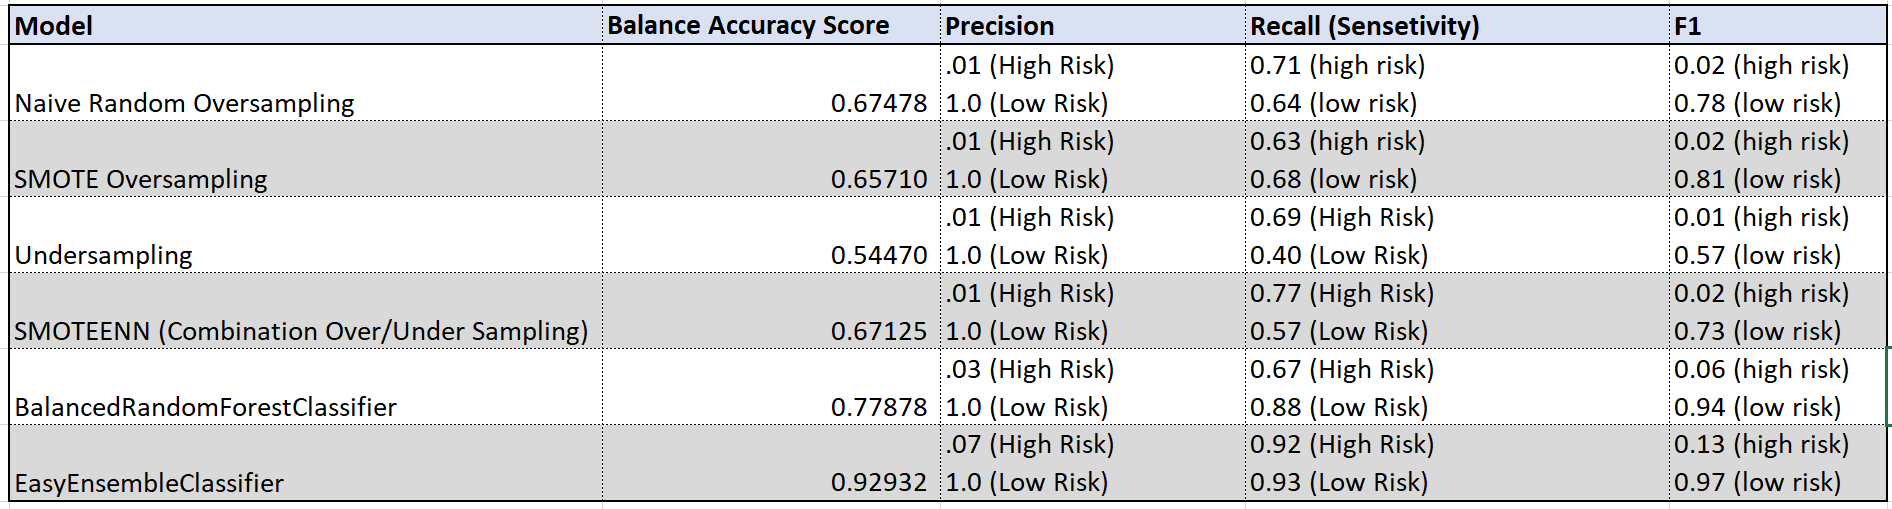 Model Balance Accuracy Score Precision Recall (Sensetivity) F1
.01 (High Risk) 0.71 (high risk) 0.02 (high risk)
Naive Random Oversampling 0.67478 1.0 (Low Risk) 0.64 (low risk) 0.78 (low risk)
.01 (High Risk) 0.63 (high risk) 0.02 (high risk)
SMOTE Oversampling 0.65710 1.0 (Low Risk) 0.68 (low risk) 0.81 (low risk)
.01 (High Risk) 0.69 (High Risk) 0.01 (high risk)
Undersampling 0.54470 1.0 (Low Risk) 0.40 (Low Risk) 0.57 (low risk)
.01 (High Risk) 0.77 (High Risk) 0.02 (high risk)
SMOTEENN (Combination Over/Under Sampling) 0.67125 1.0 (Low Risk) 0.57 (Low Risk) 0.73 (low risk)
.03 (High Risk) 0.67 (High Risk) 0.06 (high risk)
BalancedRandomForestClassifier 0.77878 1.0 (Low Risk) 0.88 (Low Risk) 0.94 (low risk)
.07 (High Risk) 0.92 (High Risk) 0.13 (high risk)
EasyEnsembleClassifier 0.92932 1.0 (Low Risk) 0.93 (Low Risk) 0.97 (low risk)